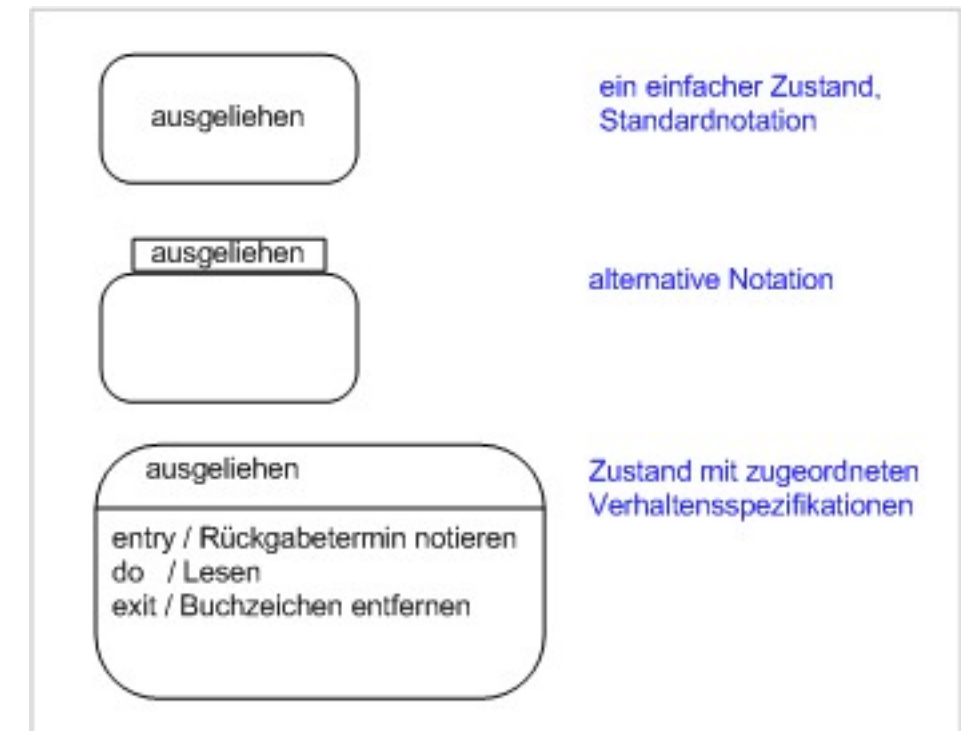 ausgeliehen
ein einfacher Zustand,
Standardnotation
ausgeliehen
alternative Notation
ausgeliehen
Zustand mit zugeordneten
Verhaltensspezifikationen
entry / Rückgabetermin notieren
do / Lesen
exit / Buchzeichen entfernen